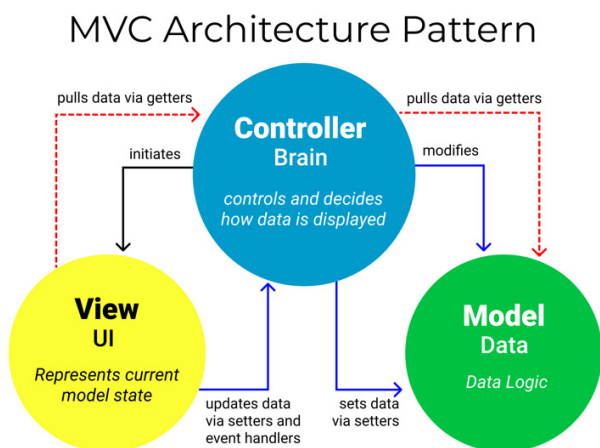 MVC Architecture Pattern
pulls data via getters
pulls data via getters
Controller
Brain
initiates
modifies
controls and decides
how data is displayed
View
UI
Represents current
model state
Model
Data
Data Logic
updates data
via setters and
event handlers
sets data
via setters